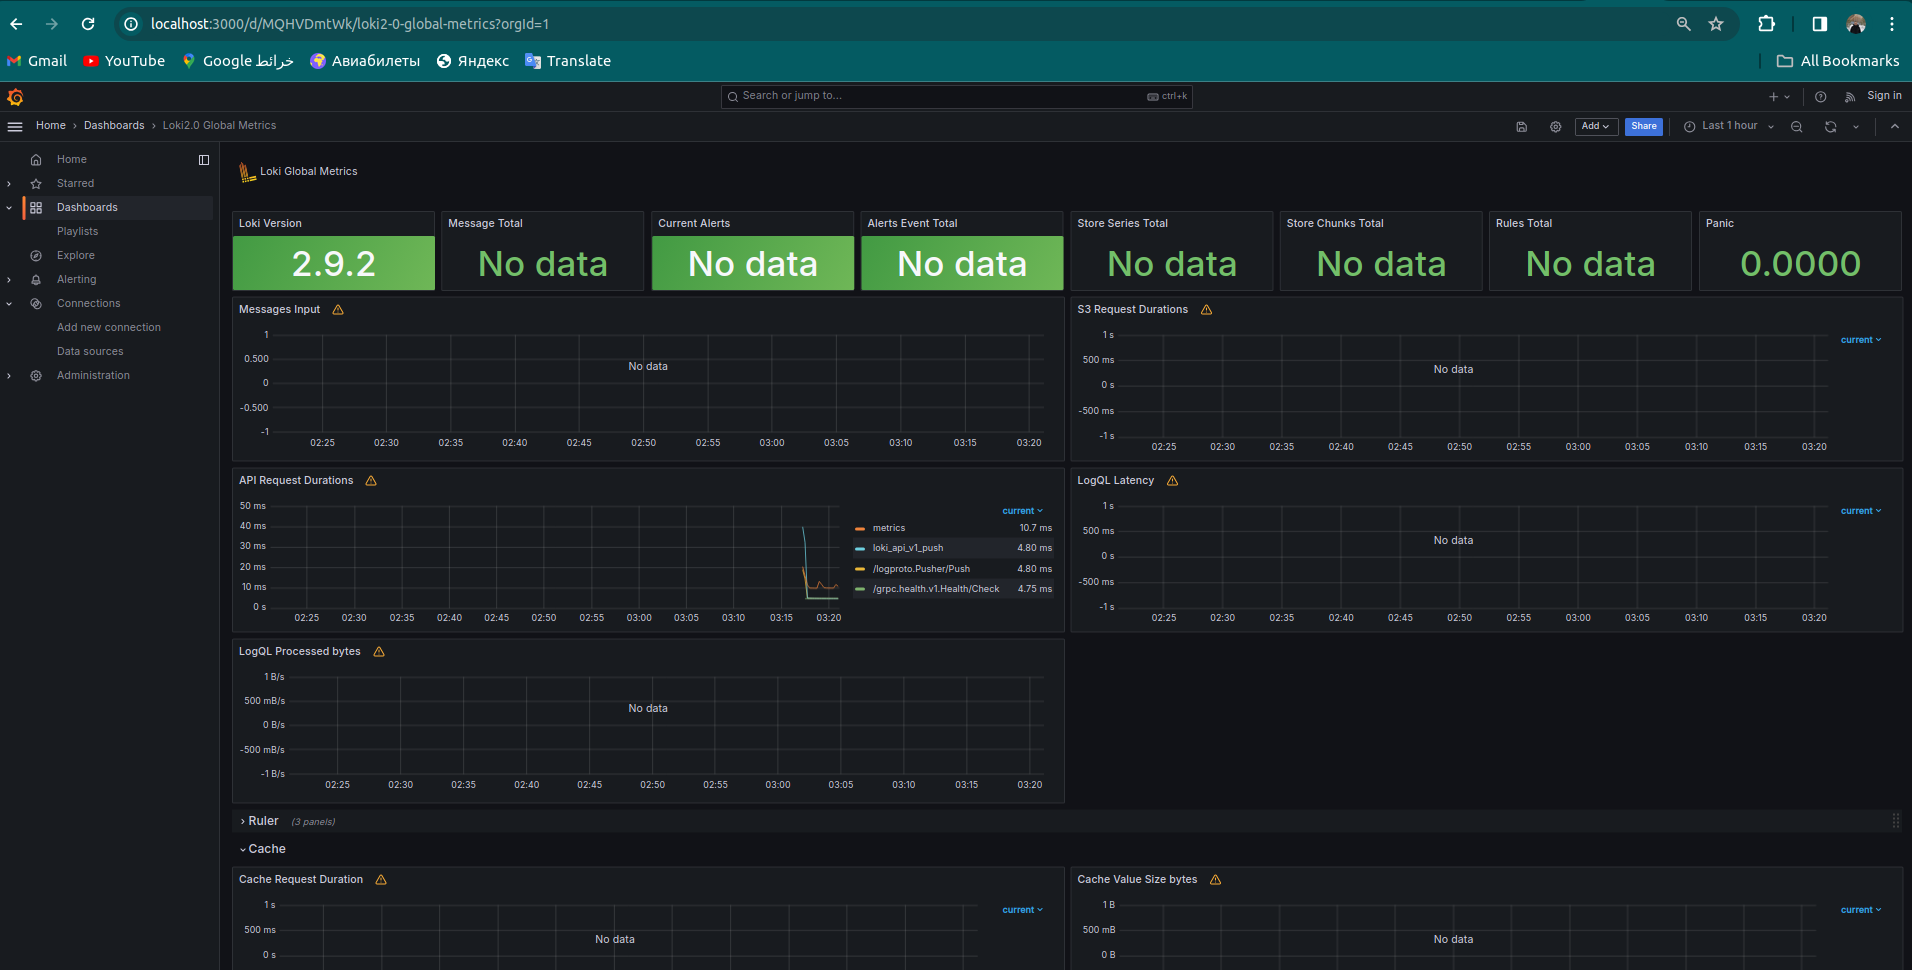 localhost:3000/d/MQHVDmtWk/loki2-0-global-metrics?orgId=1
Gmail YouTube خرائط Google Авиабилеты Яндекс Translate All Bookmarks
Search or jump to... ctrl+k Sign in
Home › Dashboards › Loki2.0 Global Metrics Add Share Last 1 hour
Home
Starred
Dashboards
Playlists
Explore
Alerting
Connections
Add new connection
Data sources
Administration
Loki Global Metrics
Loki Version Message Total Current Alerts Alerts Event Total Store Series Total Store Chunks Total Rules Total Panic
2.9.2 No data No data No data No data No data No data 0.0000
Messages Input
1
0.500
0
-0.500
-1
No data
02:25 02:30 02:35 02:40 02:45 02:50 02:55 03:00 03:05 03:10 03:15 03:20
S3 Request Durations
current
1 s
500 ms
0 s
-500 ms
-1 s
No data
02:25 02:30 02:35 02:40 02:45 02:50 02:55 03:00 03:05 03:10 03:15 03:20
API Request Durations
50 ms
40 ms
30 ms
20 ms
10 ms
0 s
02:25 02:30 02:35 02:40 02:45 02:50 02:55 03:00 03:05 03:10 03:15 03:20
current
metrics 10.7 ms
loki_api_v1_push 4.80 ms
/logproto.Pusher/Push 4.80 ms
/grpc.health.v1.Health/Check 4.75 ms
LogQL Latency
current
1 s
500 ms
0 s
-500 ms
-1 s
No data
02:25 02:30 02:35 02:40 02:45 02:50 02:55 03:00 03:05 03:10 03:15 03:20
LogQL Processed bytes
1 B/s
500 mB/s
0 B/s
-500 mB/s
-1 B/s
No data
02:25 02:30 02:35 02:40 02:45 02:50 02:55 03:00 03:05 03:10 03:15 03:20
Ruler (3 panels)
Cache
Cache Request Duration
current
1 s
500 ms
0 s
No data
Cache Value Size bytes
current
1 B
500 mB
0 B
No data